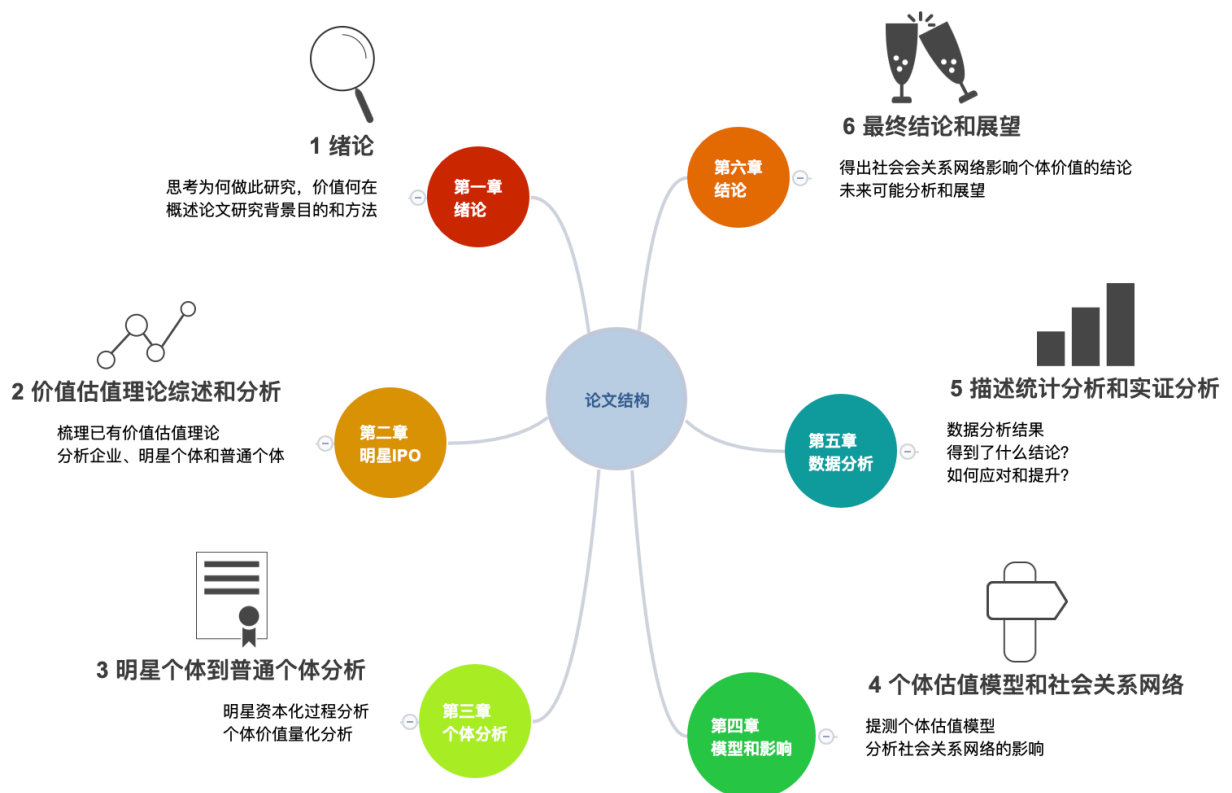 1 绪论
思考为何做此研究，价值何在
概述论文研究背景目的和方法
第一章
绪论
2 价值估值理论综述和分析
梳理已有价值估值理论
分析企业、明星个体和普通个体
第二章
明星IPO
3 明星个体到普通个体分析
明星资本化过程分析
个体价值量化分析
第三章
个体分析
论文结构
6 最终结论和展望
得出社会会关系网络影响个体价值的结论
未来可能分析和展望
第六章
结论
5 描述统计分析和实证分析
数据分析结果
得到了什么结论?
如何应对和提升?
第五章
数据分析
4 个体估值模型和社会关系网络
提测个体估值模型
分析社会关系网络的影响
第四章
模型和影响